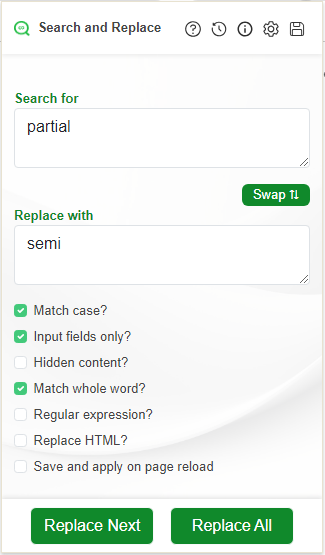 Search and Replace
Search for
partial
Swap
Replace with
semi
Match case?
Input fields only?
Hidden content?
Match whole word?
Regular expression?
Replace HTML?
Save and apply on page reload
Replace Next Replace All